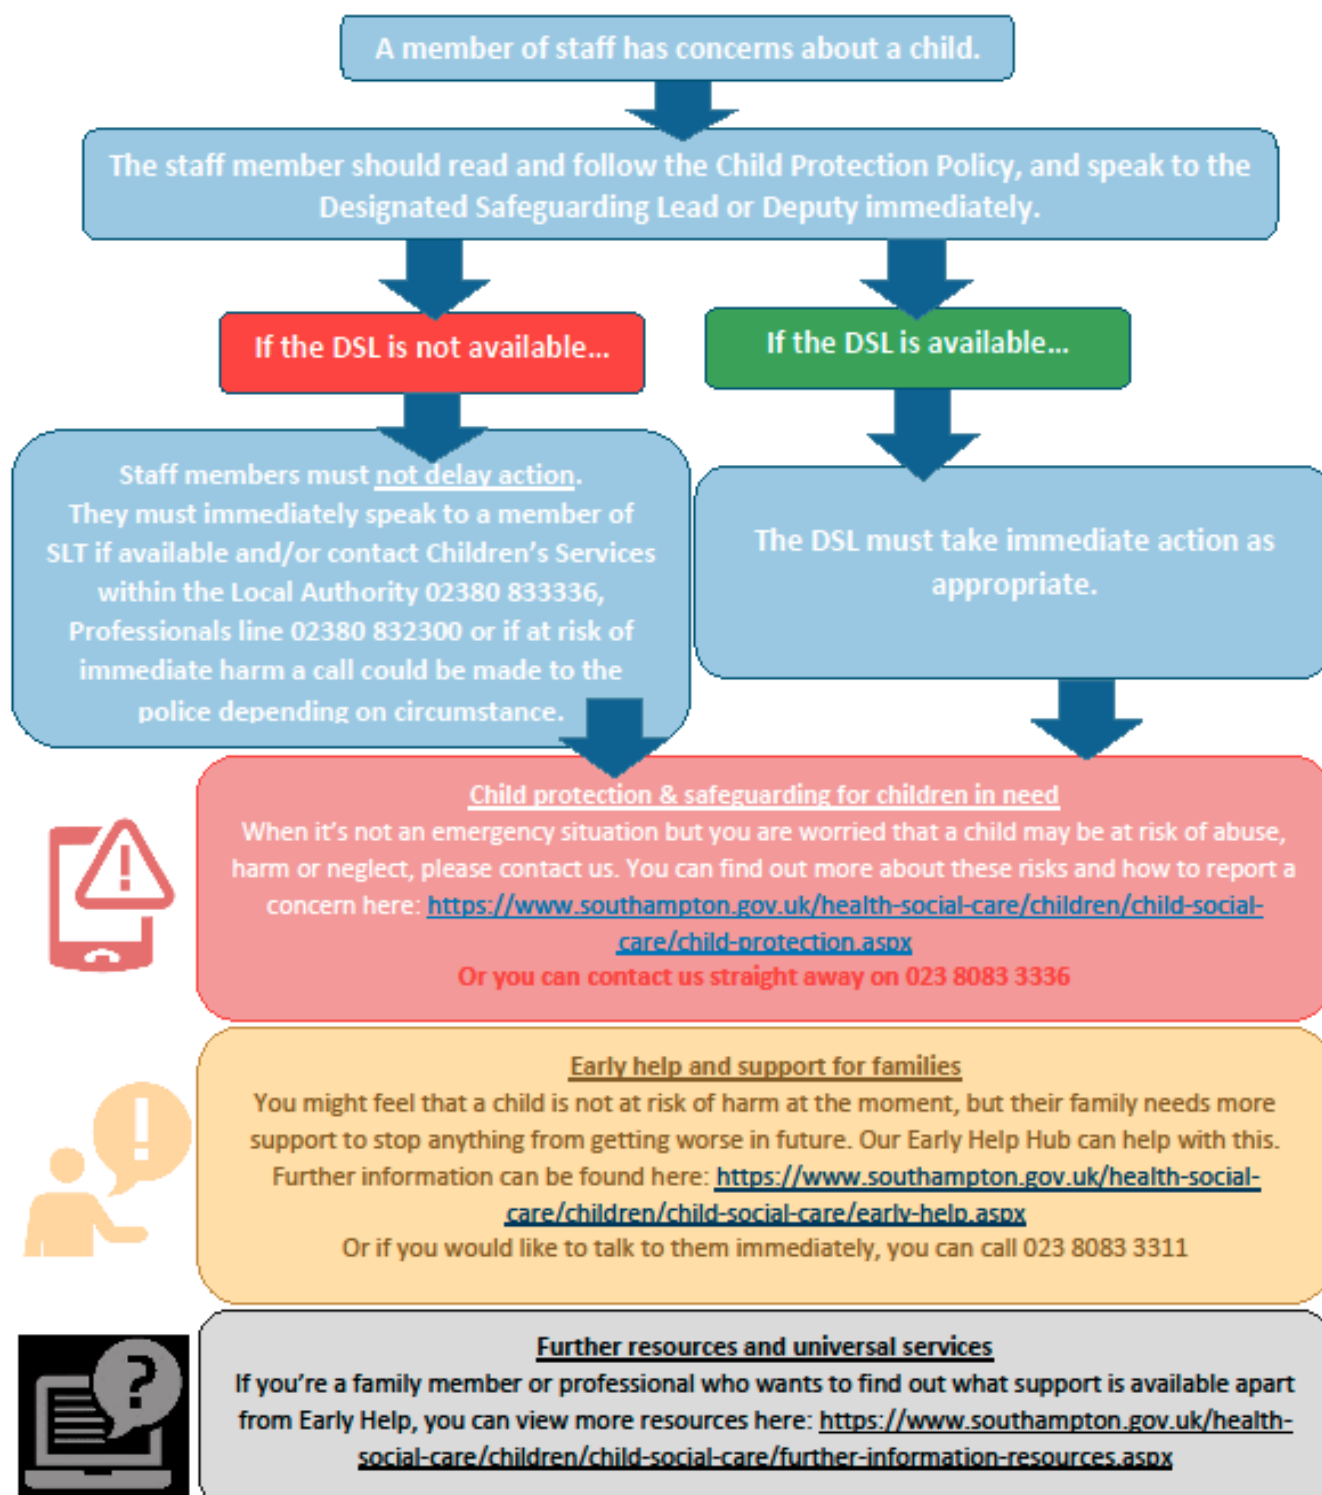 A member of staff has concerns about a child.
The staff member should read and follow the Child Protection Policy, and speak to the
Designated Safeguarding Lead or Deputy immediately.
If the DSL is not available...
If the DSL is available...
Staff members must not delay action.
They must immediately speak to a member of
SLT if available and/or contact Children's Services
within the Local Authority 02380 833336,
Professionals line 02380 832300 or if at risk of
immediate harm a call could be made to the
police depending on circumstance.
The DSL must take immediate action as
appropriate.
Child protection & safeguarding for children in need
When it's not an emergency situation but you are worried that a child may be at risk of abuse,
harm or neglect, please contact us. You can find out more about these risks and how to report a
concern here: https://www.southampton.gov.uk/health-social-care/children/child-social-
care/child-protection.aspx
Or you can contact us straight away on 023 8083 3336
Early help and support for families
You might feel that a child is not at risk of harm at the moment, but their family needs more
support to stop anything from getting worse in future. Our Early Help Hub can help with this.
Further information can be found here: https://www.southampton.gov.uk/health-social-
care/children/child-social-care/early-help.aspx
Or if you would like to talk to them immediately, you can call 023 8083 3311
Further resources and universal services
If you're a family member or professional who wants to find out what support is available apart
from Early Help, you can view more resources here: https://www.southampton.gov.uk/health-
social-care/children/child-social-care/further-information-resources.aspx